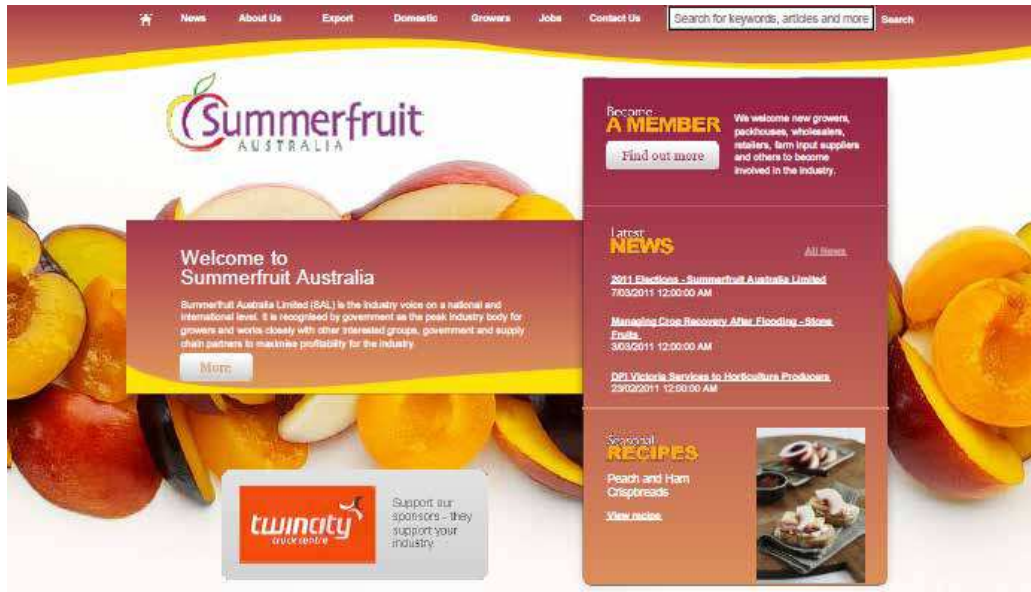 News About Us Export Domestic Growers Jobs Contact Us Search for keywords, articles and more Search
Summerfruit
AUSTRALIA
Become
A MEMBER
Find out more
We welcome new growers,
packhouses, wholesalers,
retailers, farm input suppliers
and others to become
involved in the industry.
Welcome to
Summerfruit Australia
Summerfruit Australia Limited (SAL) is the industry voice on a national and
international level. It is recognised by government as the peak industry body for
growers and works closely with other interested groups, government and supply
chain partners to maximise profitability for the industry.
More
Latest
NEWS
All News
2011 Elections - Summerfruit Australia Limited
7/03/2011 12:00:00 AM
Managing Crop Recovery After Flooding - Stone
Fruits
3/03/2011 12:00:00 AM
DPI Victoria Services to Horticulture Producers
23/02/2011 12:00:00 AM
Seasonal
RECIPES
Peach and Ham
Crispbreads
View recipe
twincity
truck centre
Support our
sponsors - they
support your
industry